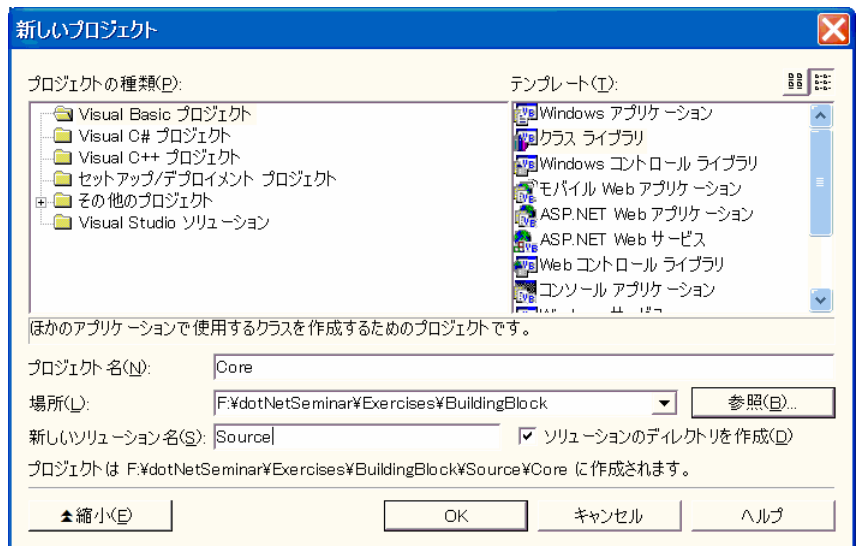 新しいプロジェクト
プロジェクトの種類(P):
テンプレート(T):
Visual Basic プロジェクト
Visual C# プロジェクト
Visual C++ プロジェクト
セットアップ/デプロイメント プロジェクト
その他のプロジェクト
Visual Studio ソリューション
Windows アプリケーション
クラス ライブラリ
Windows コントロール ライブラリ
モバイル Web アプリケーション
ASP.NET Web アプリケーション
ASP.NET Web サービス
Web コントロール ライブラリ
コンソール アプリケーション
ほかのアプリケーションで使用するクラスを作成するためのプロジェクトです。
プロジェクト名(N): Core
場所(L): F:¥dotNetSeminar¥Exercises¥BuildingBlock 参照(B)...
新しいソリューション名(S): Source ソリューションのディレクトリを作成(D)
プロジェクトは F:¥dotNetSeminar¥Exercises¥BuildingBlock¥Source¥Core に作成されます。
縮小(E) OK キャンセル ヘルプ